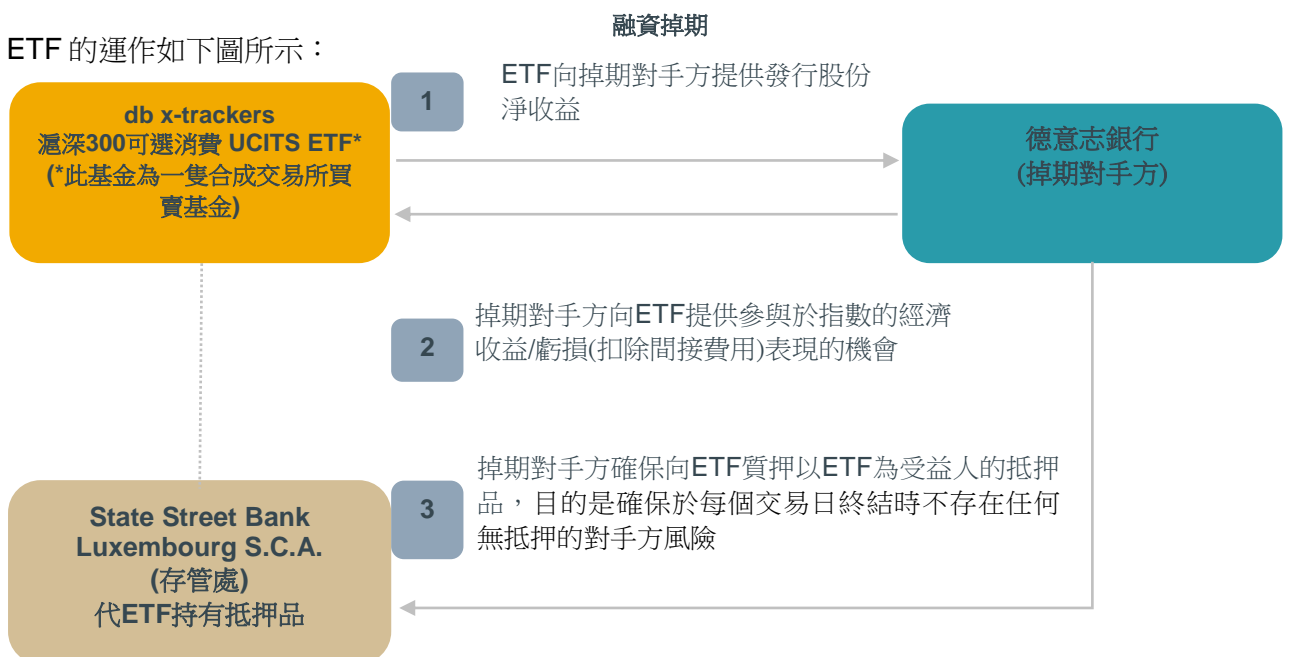 融資掉期
ETF 的運作如下圖所示：
1
ETF向掉期對手方提供發行股份
淨收益
db x-trackers
滬深300可選消費 UCITS ETF*
(*此基金為一隻合成交易所買
賣基金)
德意志銀行
(掉期對手方)
2
掉期對手方向ETF提供參與於指數的經濟
收益/虧損(扣除間接費用)表現的機會
3
掉期對手方確保向ETF質押以ETF為受益人的抵押
品，目的是確保於每個交易日終結時不存在任何
無抵押的對手方風險
State Street Bank
Luxembourg S.C.A.
(存管處)
代ETF持有抵押品